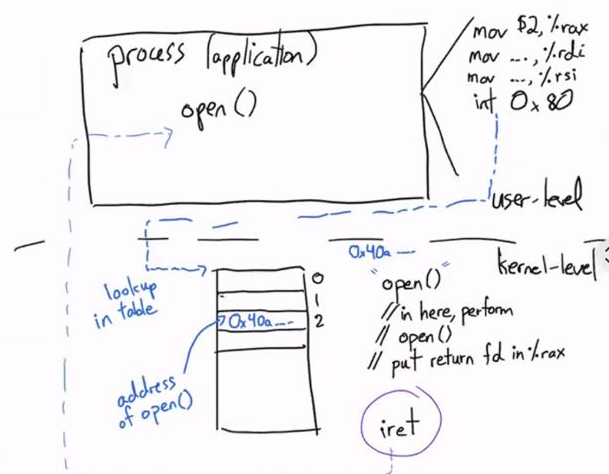 mov $2, %rax
process (application)
mov ..., %rdi
mov ..., %rsi
open()
int 0x80
user-level
0x40a ...
kernel-level
0
"open()"
lookup
in table
1
// in here, perform
0x40a...
2
// open()
// put return fd in %rax
address
of open()
iret